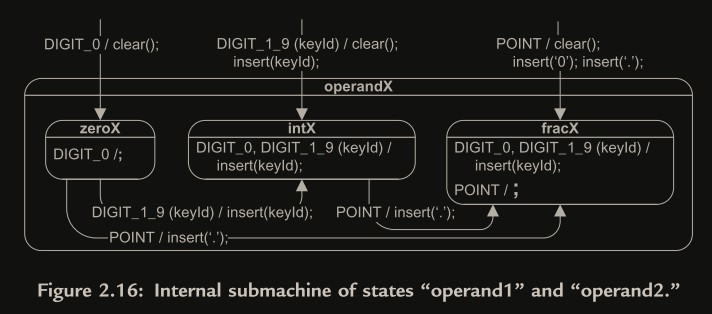 DIGIT_0 / clear();
DIGIT_1_9 (keyId) / clear();
insert(keyId);
POINT / clear();
insert(‘0’); insert(‘.’);
operandX
zeroX
DIGIT_0 /;
intX
DIGIT_0, DIGIT_1_9 (keyId) /
insert(keyId);
fracX
DIGIT_0, DIGIT_1_9 (keyId) /
insert(keyId);
POINT / ;
DIGIT_1_9 (keyId) / insert(keyId);
POINT / insert(‘.’);
POINT / insert(‘.’);
Figure 2.16: Internal submachine of states “operand1” and “operand2.”